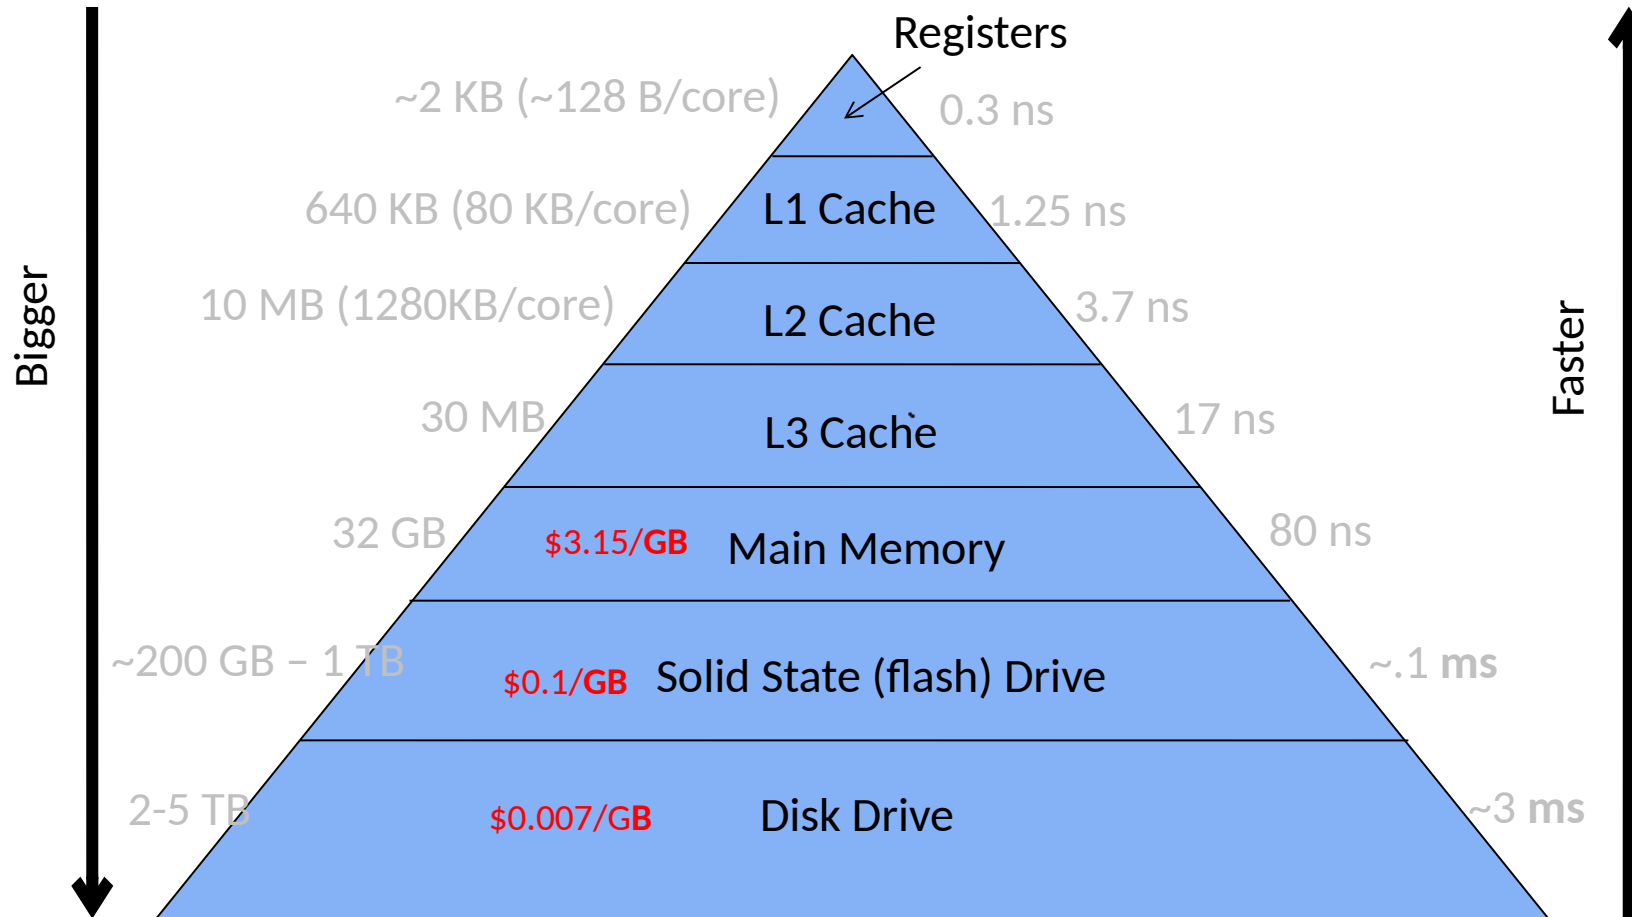 Registers
~2 KB (~128 B/core)
0.3 ns
640 KB (80 KB/core)
L1 Cache
1.25 ns
Bigger
10 MB (1280KB/core)
L2 Cache
3.7 ns
Faster
30 MB
L3 Cache
17 ns
32 GB
$3.15/GB
Main Memory
80 ns
~200 GB – 1 TB
$0.1/GB
Solid State (flash) Drive
~.1 ms
2-5 TB
$0.007/GB
Disk Drive
~3 ms